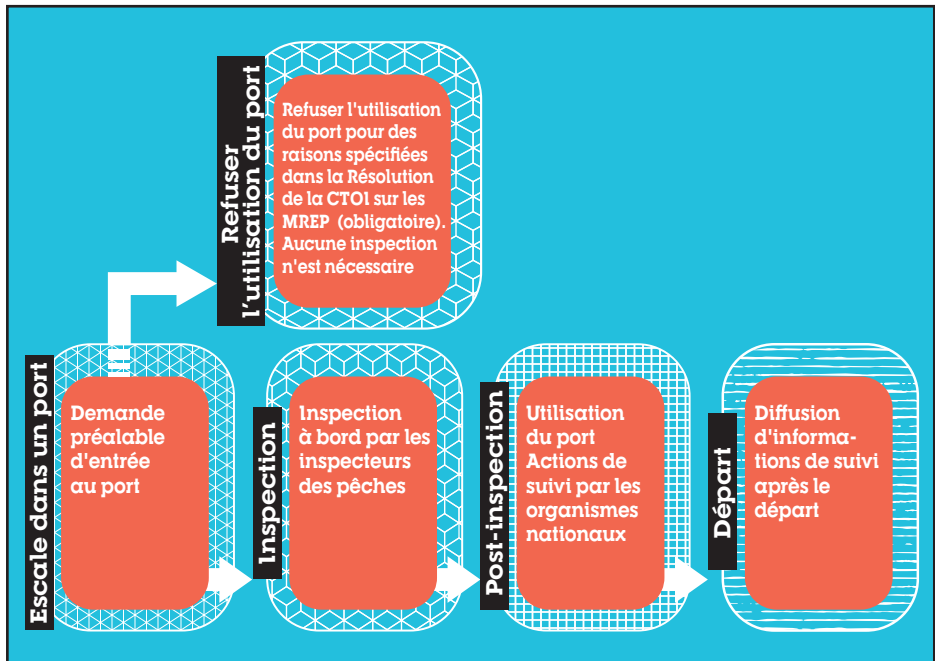 Refuser
l'utilisation du port
Refuser l'utilisation
du port pour des
raisons spécifiées
dans la Résolution
de la CTOI sur les
MREP (obligatoire).
Aucune inspection
n'est nécessaire
Escale dans un port
Demande
préalable
d'entrée
au port
Inspection
Inspection
à bord par les
inspecteurs
des pêches
Post-inspection
Utilisation
du port
Actions de
suivi par les
organismes
nationaux
Départ
Diffusion
d'informa-
tions de suivi
après le
départ